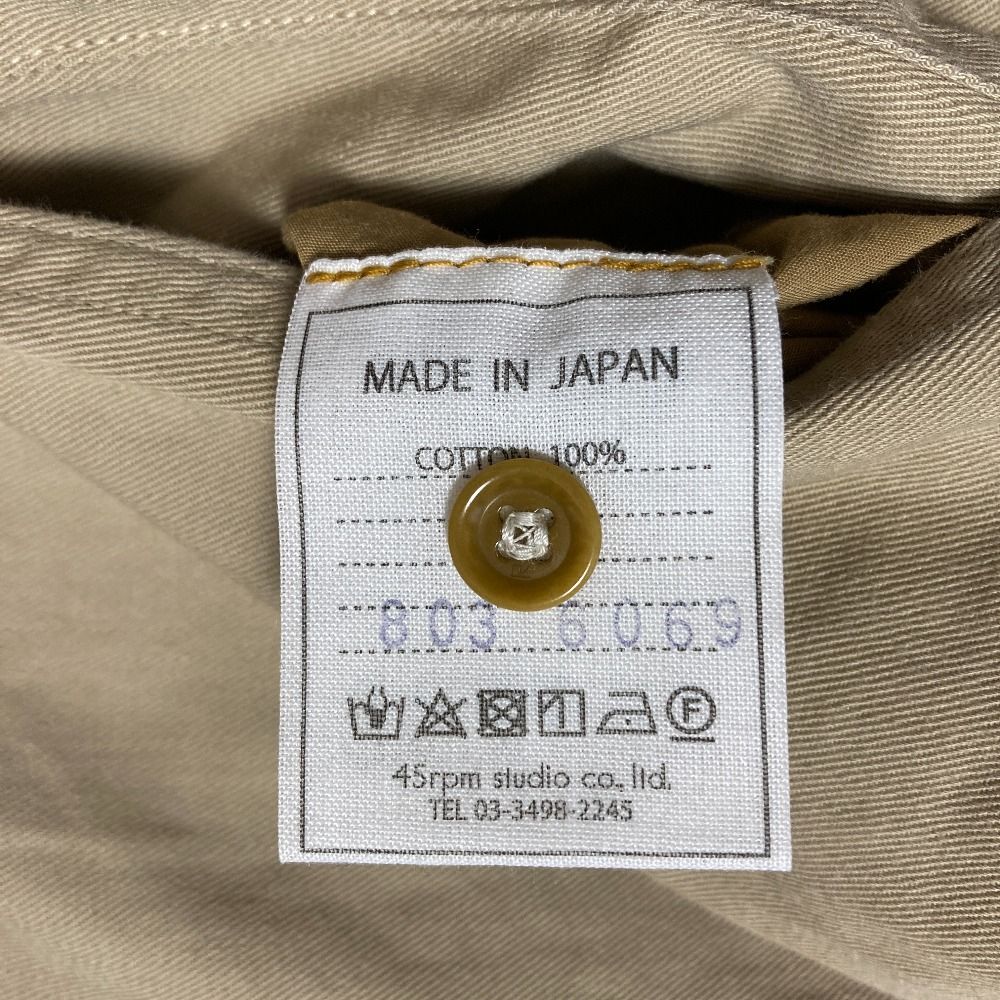 MADE IN JAPAN
COTTON 100%
803 6069
F
45rpm studio co., ltd.
TEL 03-3498-2245